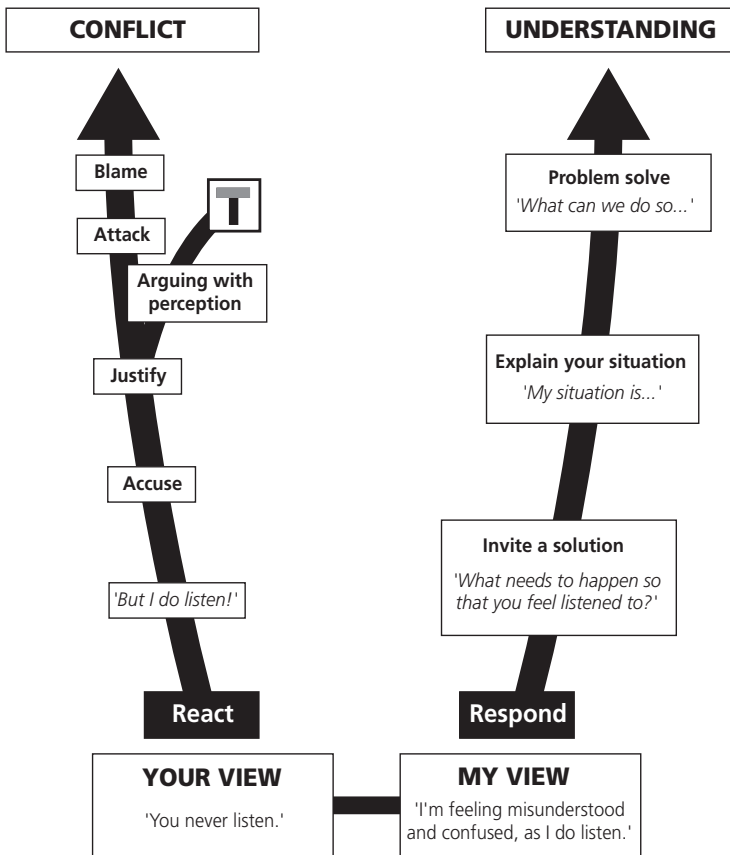 CONFLICT
Blame
Attack
Arguing with
perception
Justify
Accuse
'But I do listen!'
React
YOUR VIEW
'You never listen.'
UNDERSTANDING
Problem solve
'What can we do so...'
Explain your situation
'My situation is...'
Invite a solution
'What needs to happen so
that you feel listened to?'
Respond
MY VIEW
'I'm feeling misunderstood
and confused, as I do listen.'